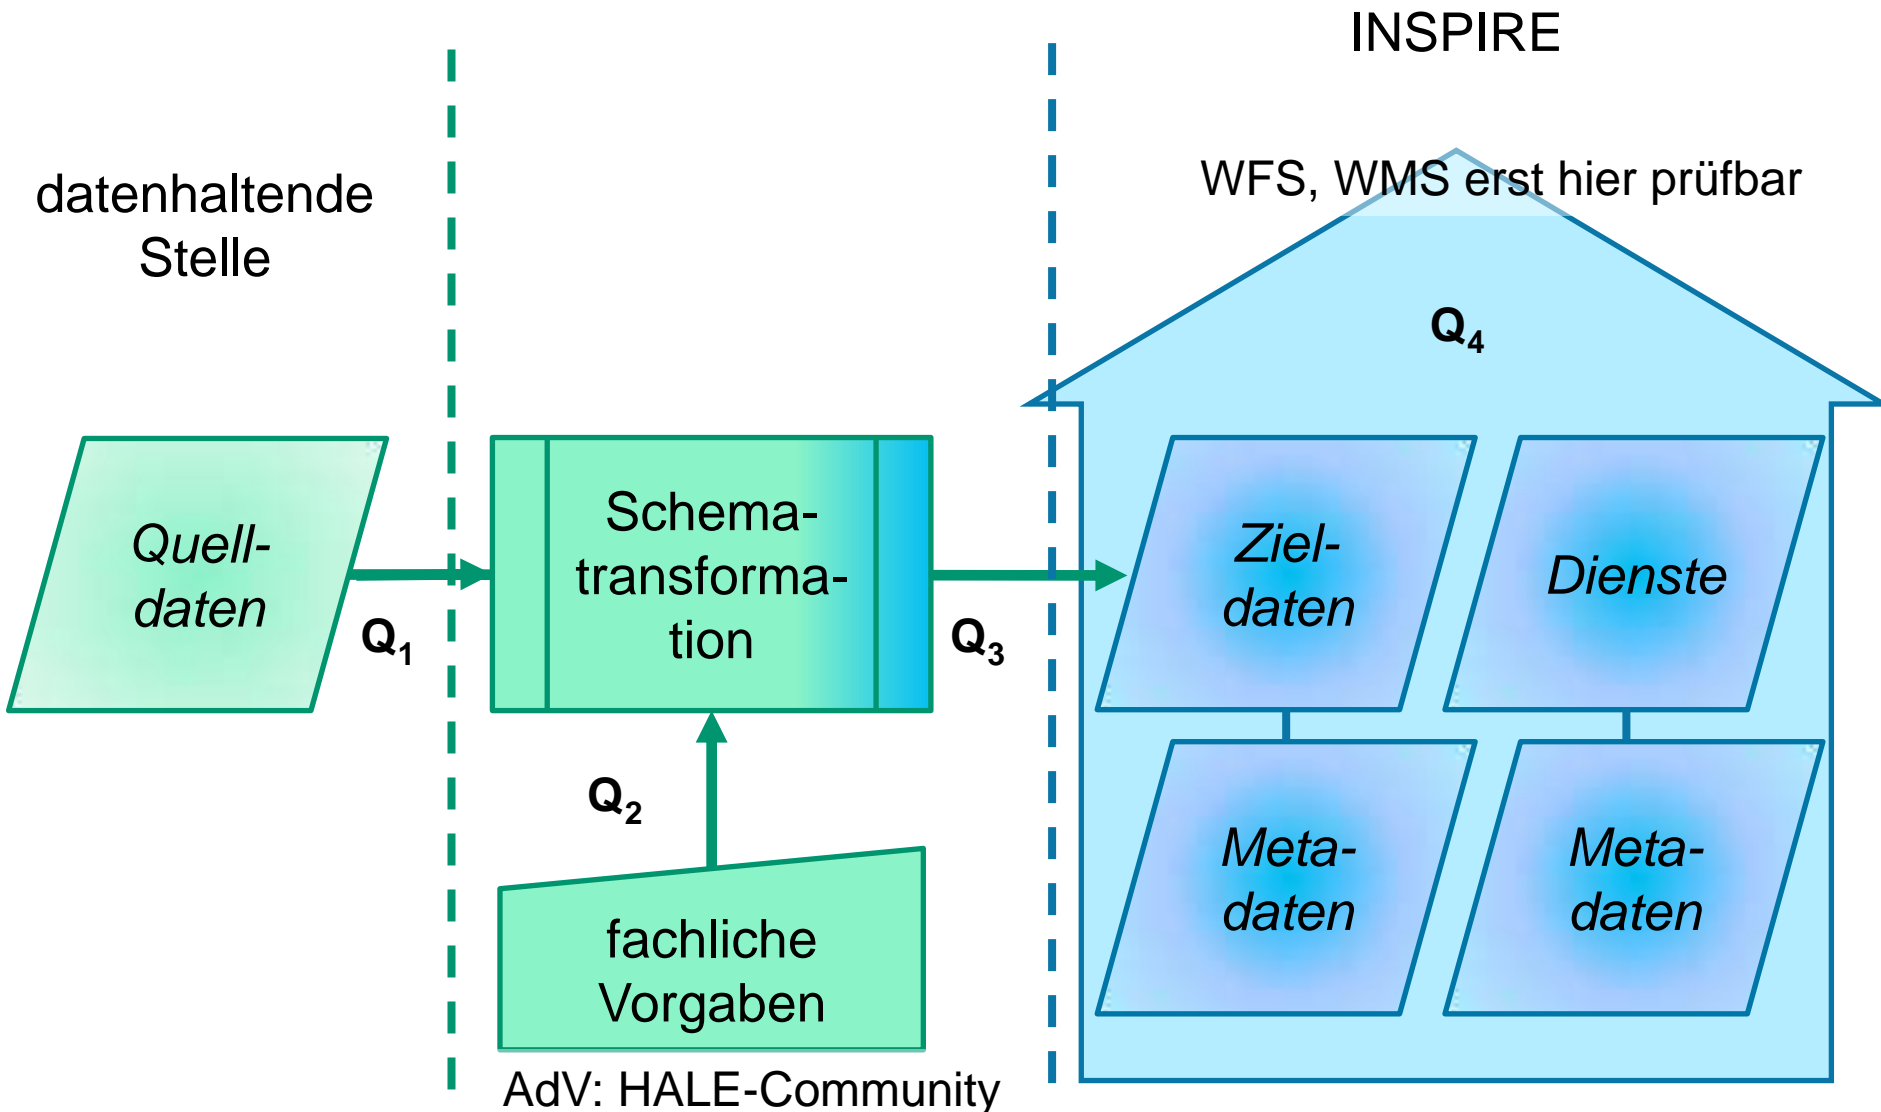 INSPIRE
datenhaltende
Stelle
WFS, WMS erst hier prüfbar
Q4
Quell-
daten
Q1
Schema-
transforma-
tion
Q3
Ziel-
daten
Dienste
Q2
fachliche
Vorgaben
AdV: HALE-Community
Meta-
daten
Meta-
daten